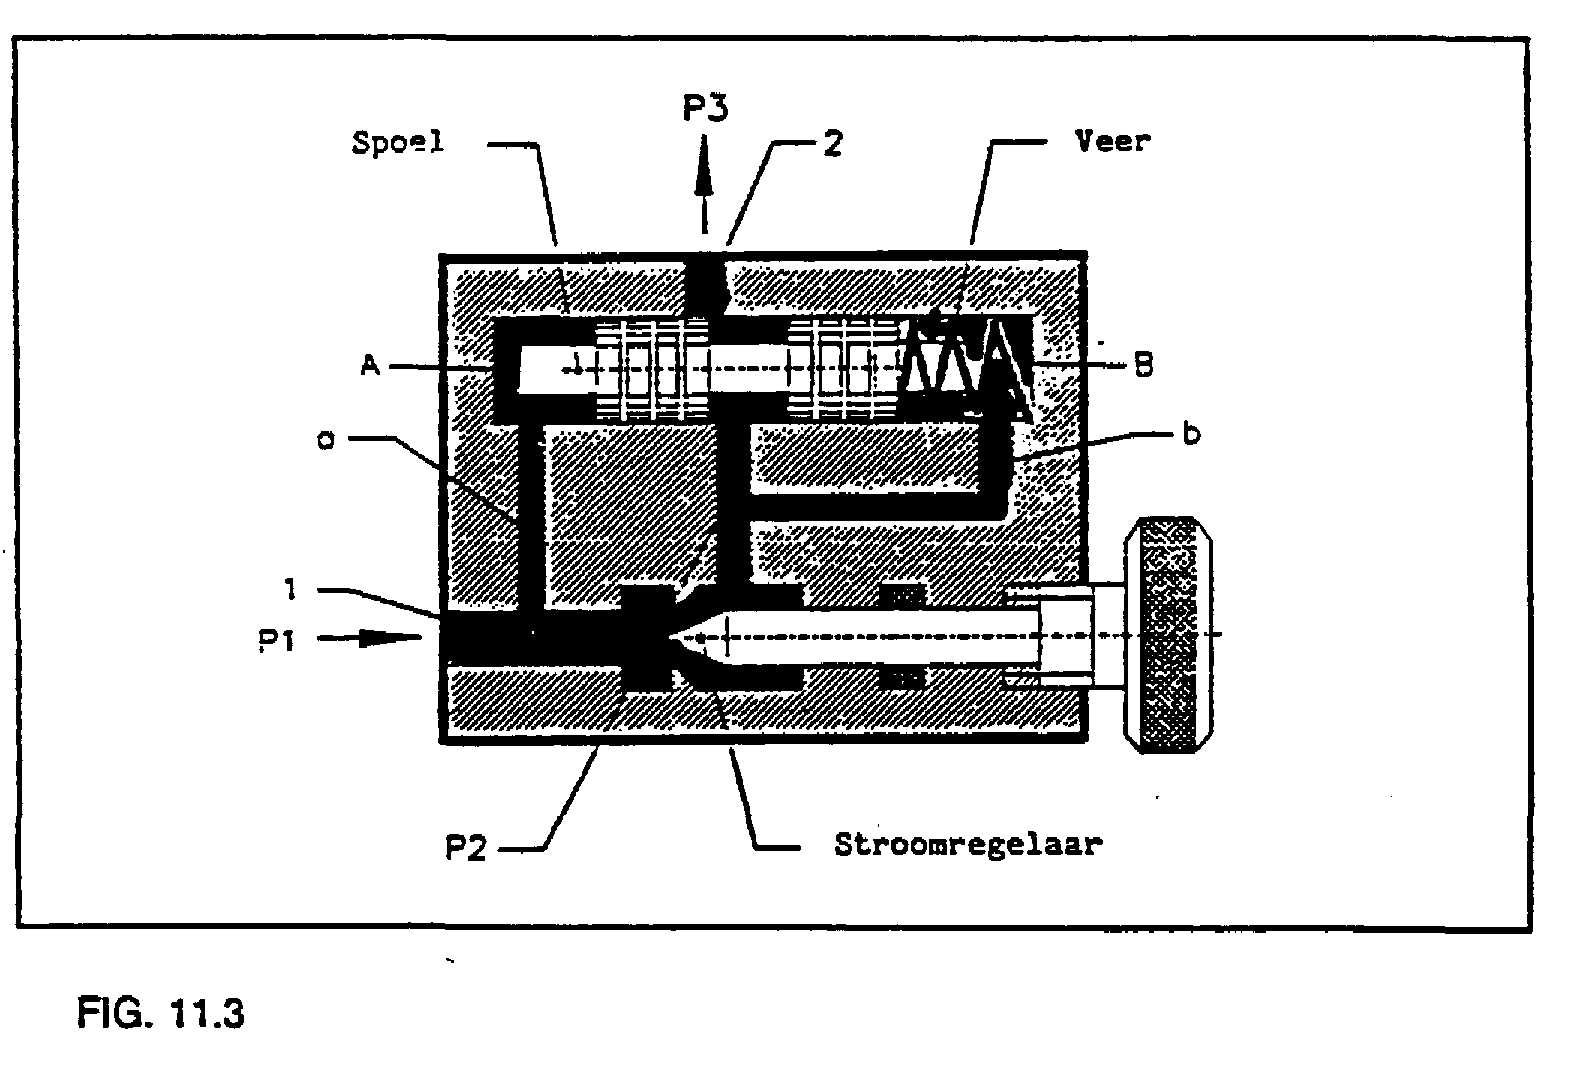 P3
Spoel
2
Veer
A
B
a
b
1
P1
P2
Stroomregelaar
FIG. 11.3